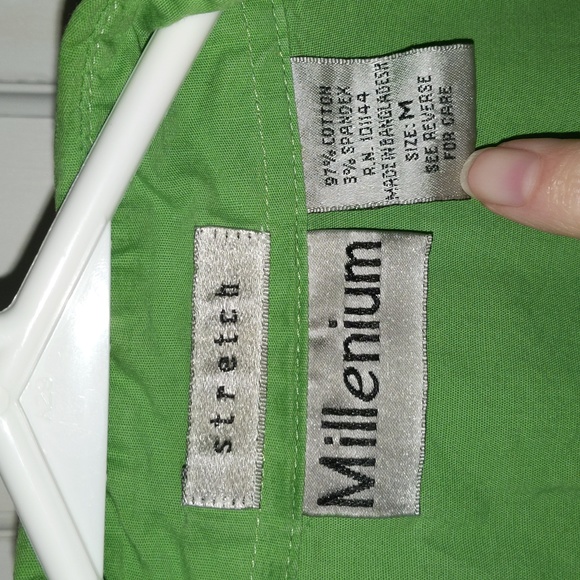 97% COTTON
3% SPANDEX
R.N. 101144
MADE IN BANGLADESH
SIZE: M
SEE REVERSE
FOR CARE
stretch
Millenium